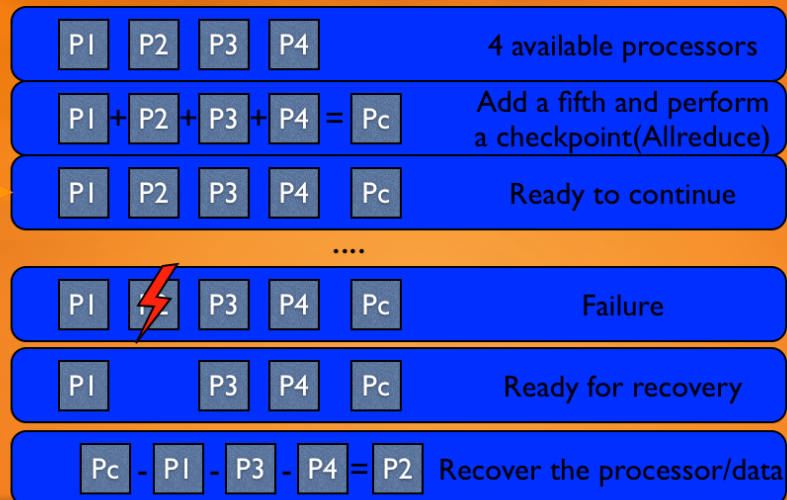 P1 P2 P3 P4 4 available processors
P1 + P2 + P3 + P4 = Pc Add a fifth and perform
a checkpoint(Allreduce)
P1 P2 P3 P4 Pc Ready to continue
....
P1 P3 P4 Pc Failure
P1 P3 P4 Pc Ready for recovery
Pc - P1 - P3 - P4 = P2 Recover the processor/data